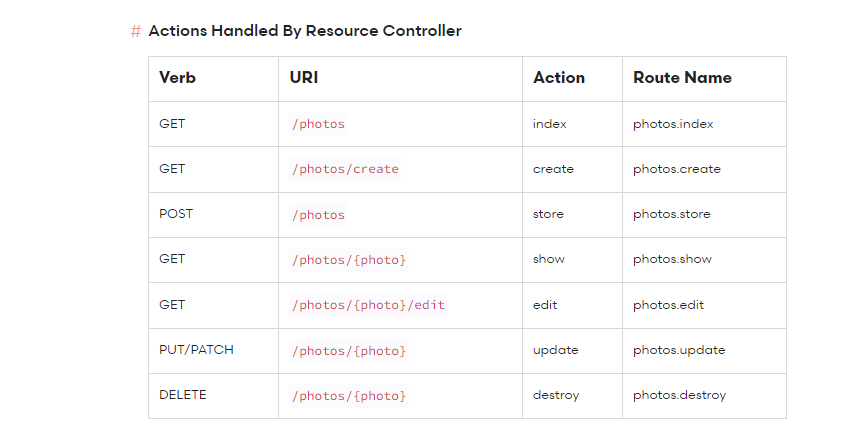 # Actions Handled By Resource Controller
Verb URI Action Route Name
GET /photos index photos.index
GET /photos/create create photos.create
POST /photos store photos.store
GET /photos/{photo} show photos.show
GET /photos/{photo}/edit edit photos.edit
PUT/PATCH /photos/{photo} update photos.update
DELETE /photos/{photo} destroy photos.destroy